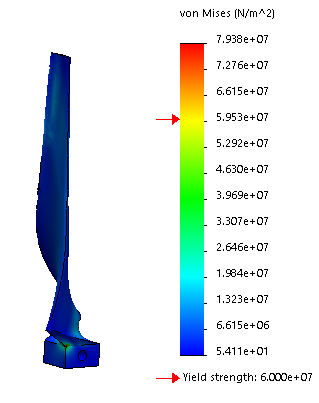 von Mises (N/m^2)
7.938e+07
7.276e+07
6.615e+07
5.953e+07
5.292e+07
4.630e+07
3.969e+07
3.307e+07
2.646e+07
1.984e+07
1.323e+07
6.615e+06
5.411e+01
Yield strength: 6.000e+07